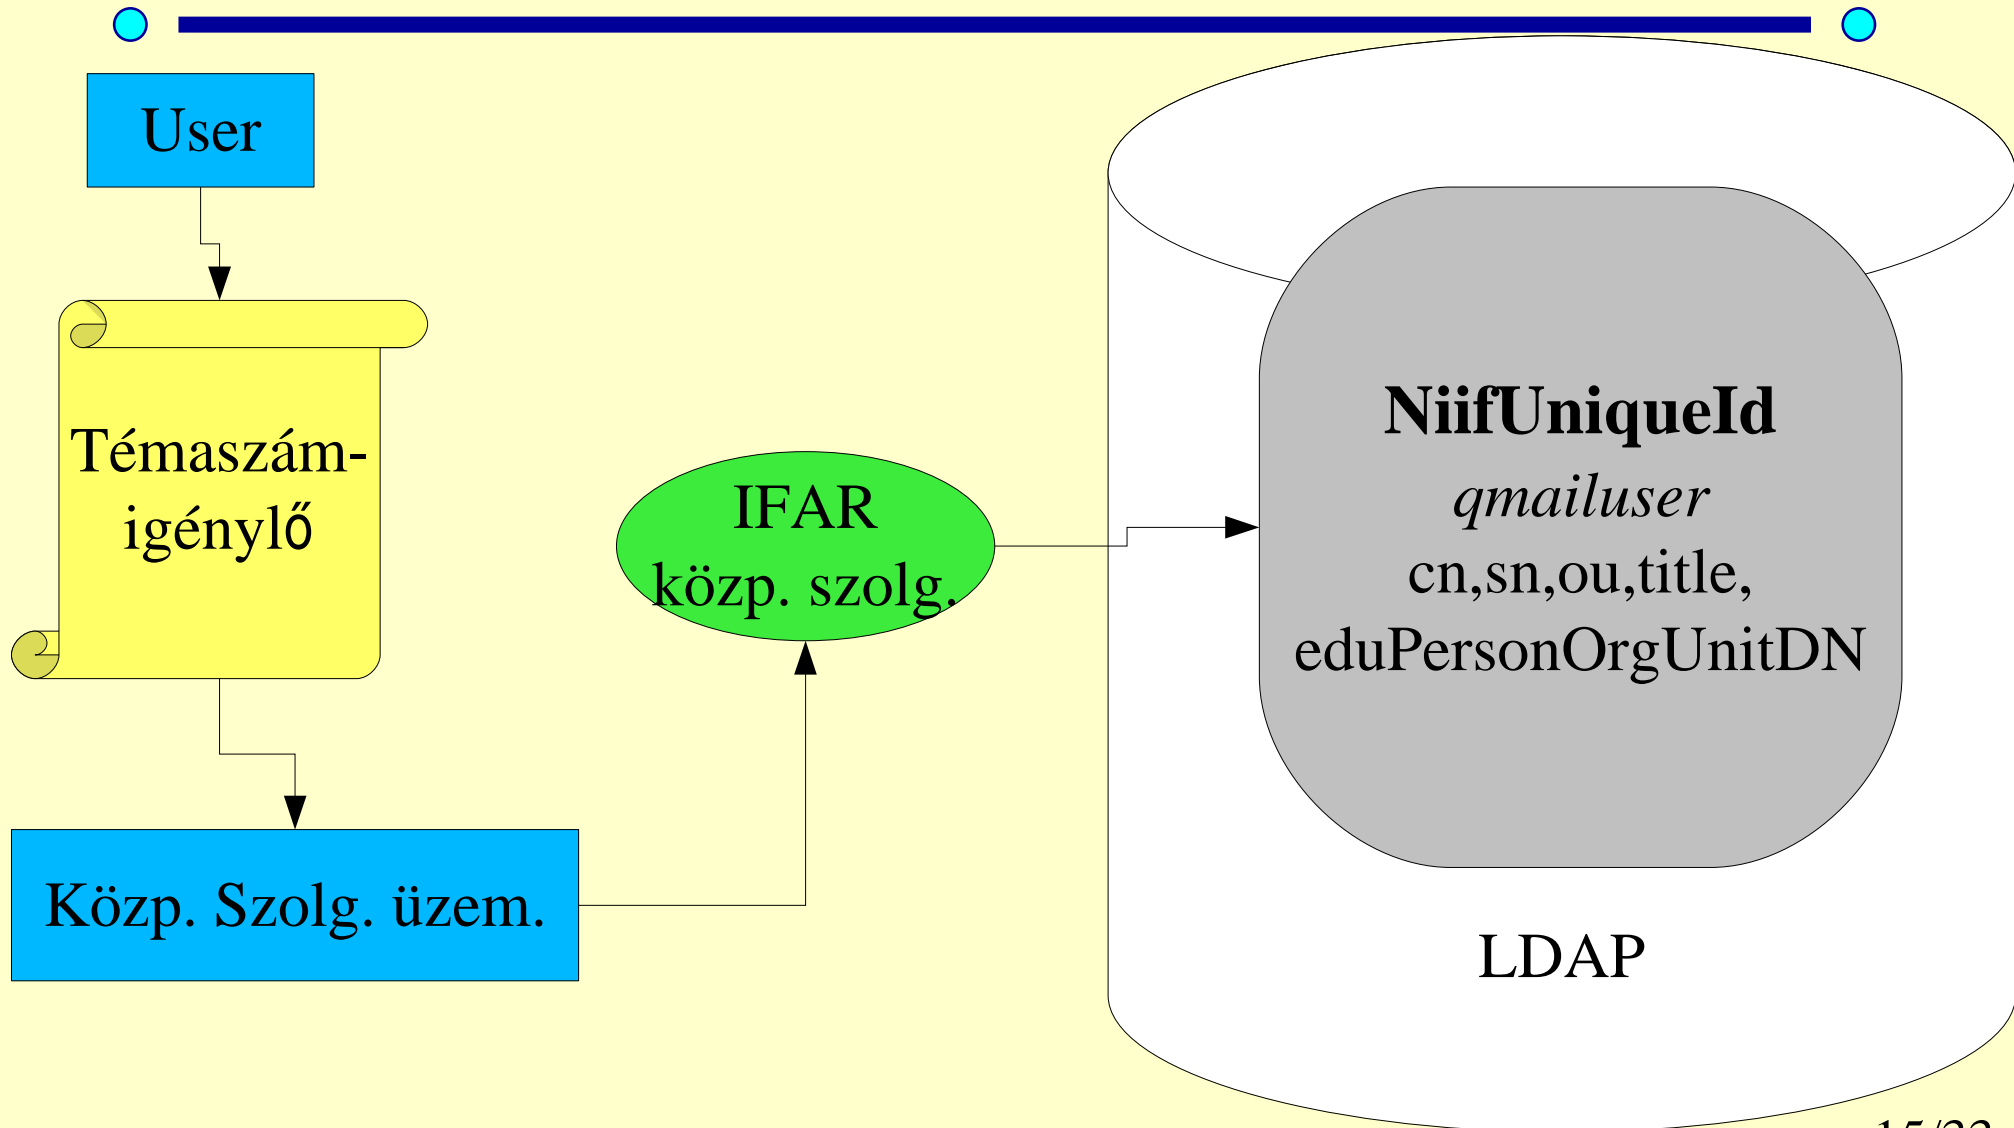 User
Témaszám-
igénylő
IFAR
közp. szolg.
Közp. Szolg. üzem.
NiifUniqueId
qmailuser
cn,sn,ou,title,
eduPersonOrgUnitDN
LDAP